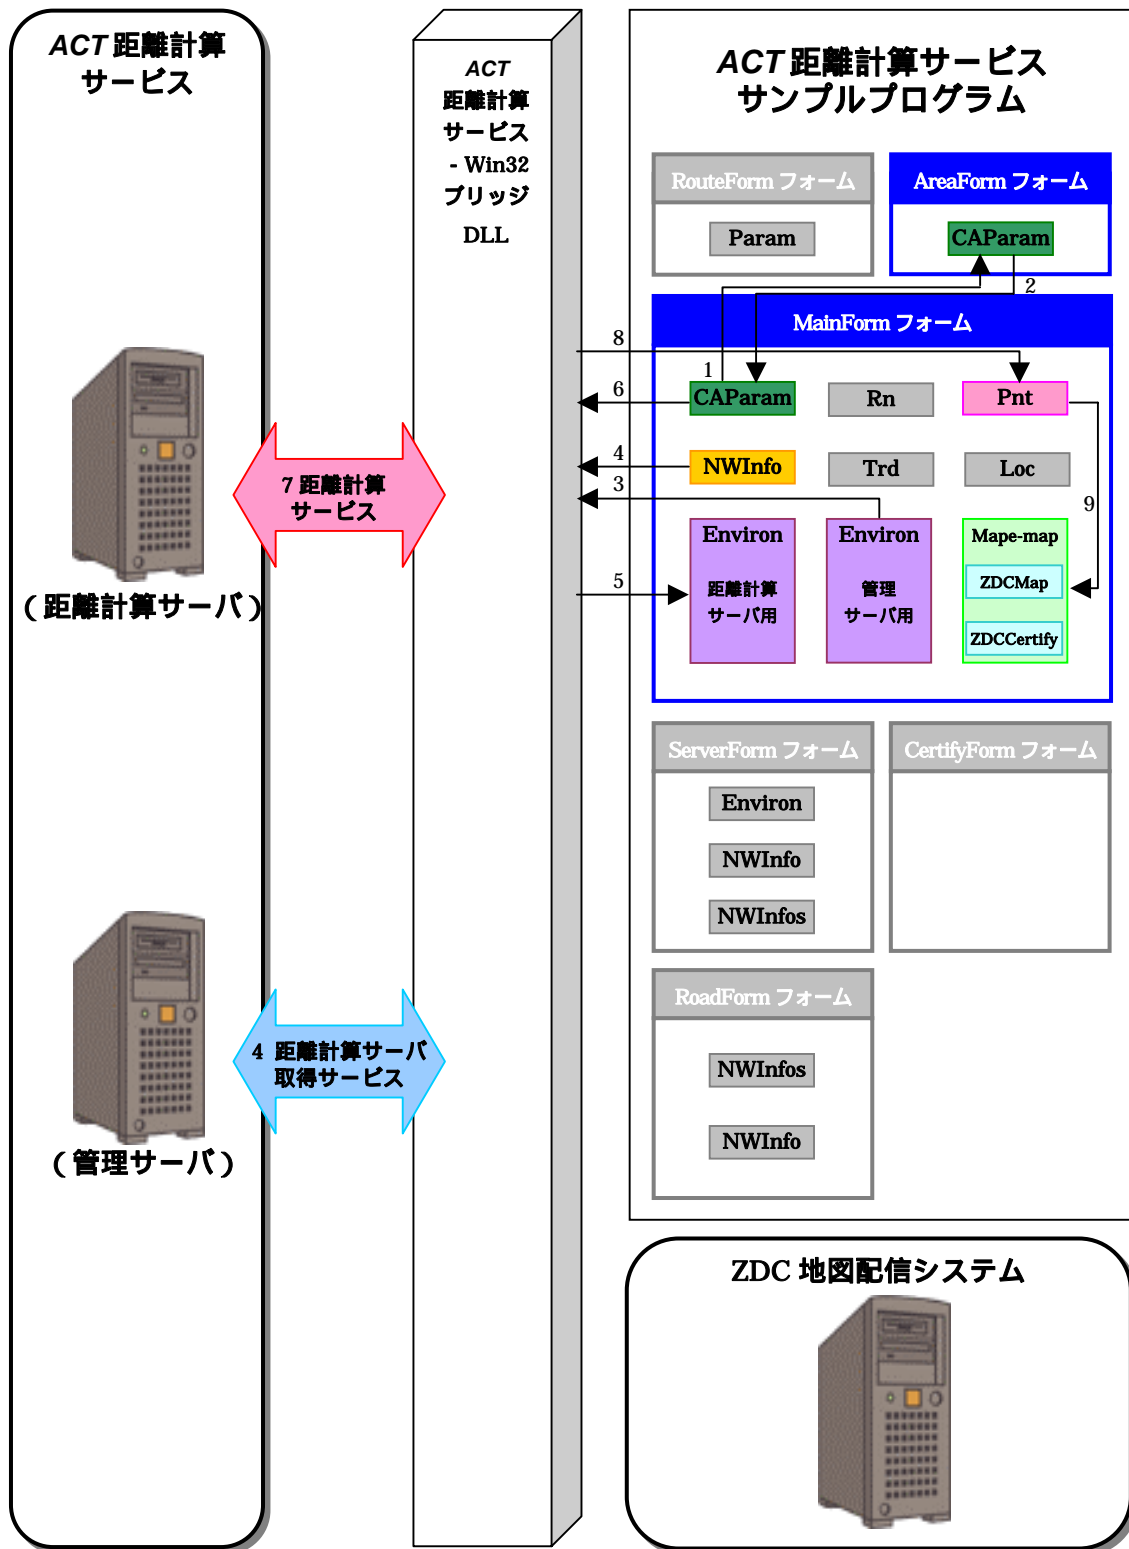 ACT 距離計算
サービス
(距離計算サーバ)
(管理サーバ)
7 距離計算
サービス
4 距離計算サーバ
取得サービス
ACT
距離計算
サービス
- Win32
ブリッジ
DLL
ACT 距離計算サービス
サンプルプログラム
RouteForm フォーム
Param
AreaForm フォーム
CAParam
1
2
MainForm フォーム
8
6
4
3
5
9
CAParam
Rn
Pnt
NWInfo
Trd
Loc
Environ
距離計算
サーバ用
Environ
管理
サーバ用
Mape-map
ZDCMap
ZDCCertify
ServerForm フォーム
Environ
NWInfo
NWInfos
CertifyForm フォーム
RoadForm フォーム
NWInfos
NWInfo
ZDC 地図配信システム